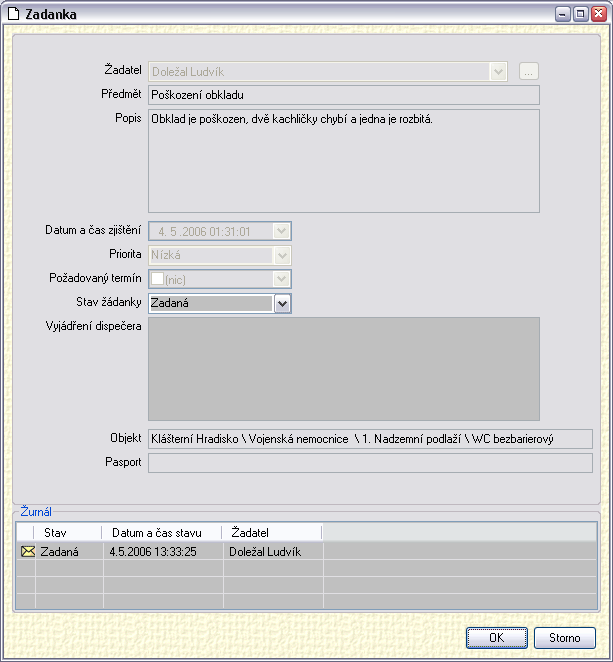 Zadanka
Žadatel Doležal Ludvík ...
Předmět Poškození obkladu
Popis Obklad je poškozen, dvě kachličky chybí a jedna je rozbitá.
Datum a čas zjištění 4. 5 .2006 01:31:01
Priorita Nízká
Požadovaný termín (nic)
Stav žádanky Zadaná
Vyjádření dispečera
Objekt Klášterní Hradisko \ Vojenská nemocnice \ 1. Nadzemní podlaží \ WC bezbarierový
Pasport
Žurnál
Stav Datum a čas stavu Žadatel
Zadaná 4.5.2006 13:33:25 Doležal Ludvík
OK Storno